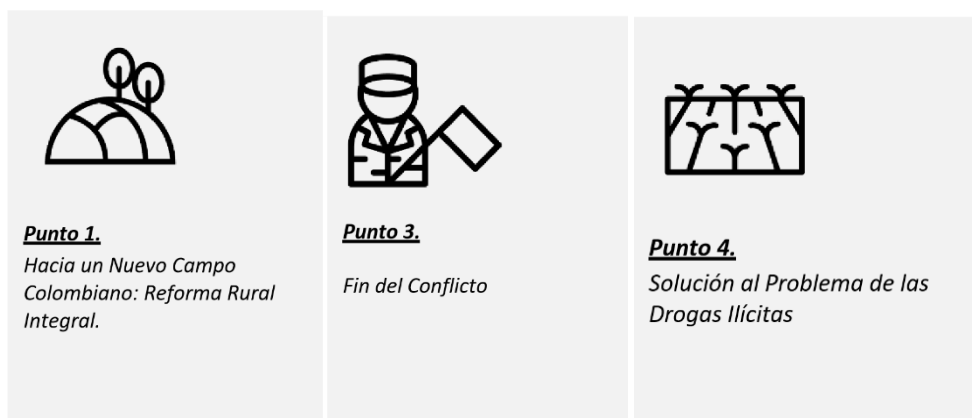 Punto 1.
Hacia un Nuevo Campo
Colombiano: Reforma Rural
Integral.
Punto 3.
Fin del Conflicto
Punto 4.
Solución al Problema de las
Drogas Ilícitas